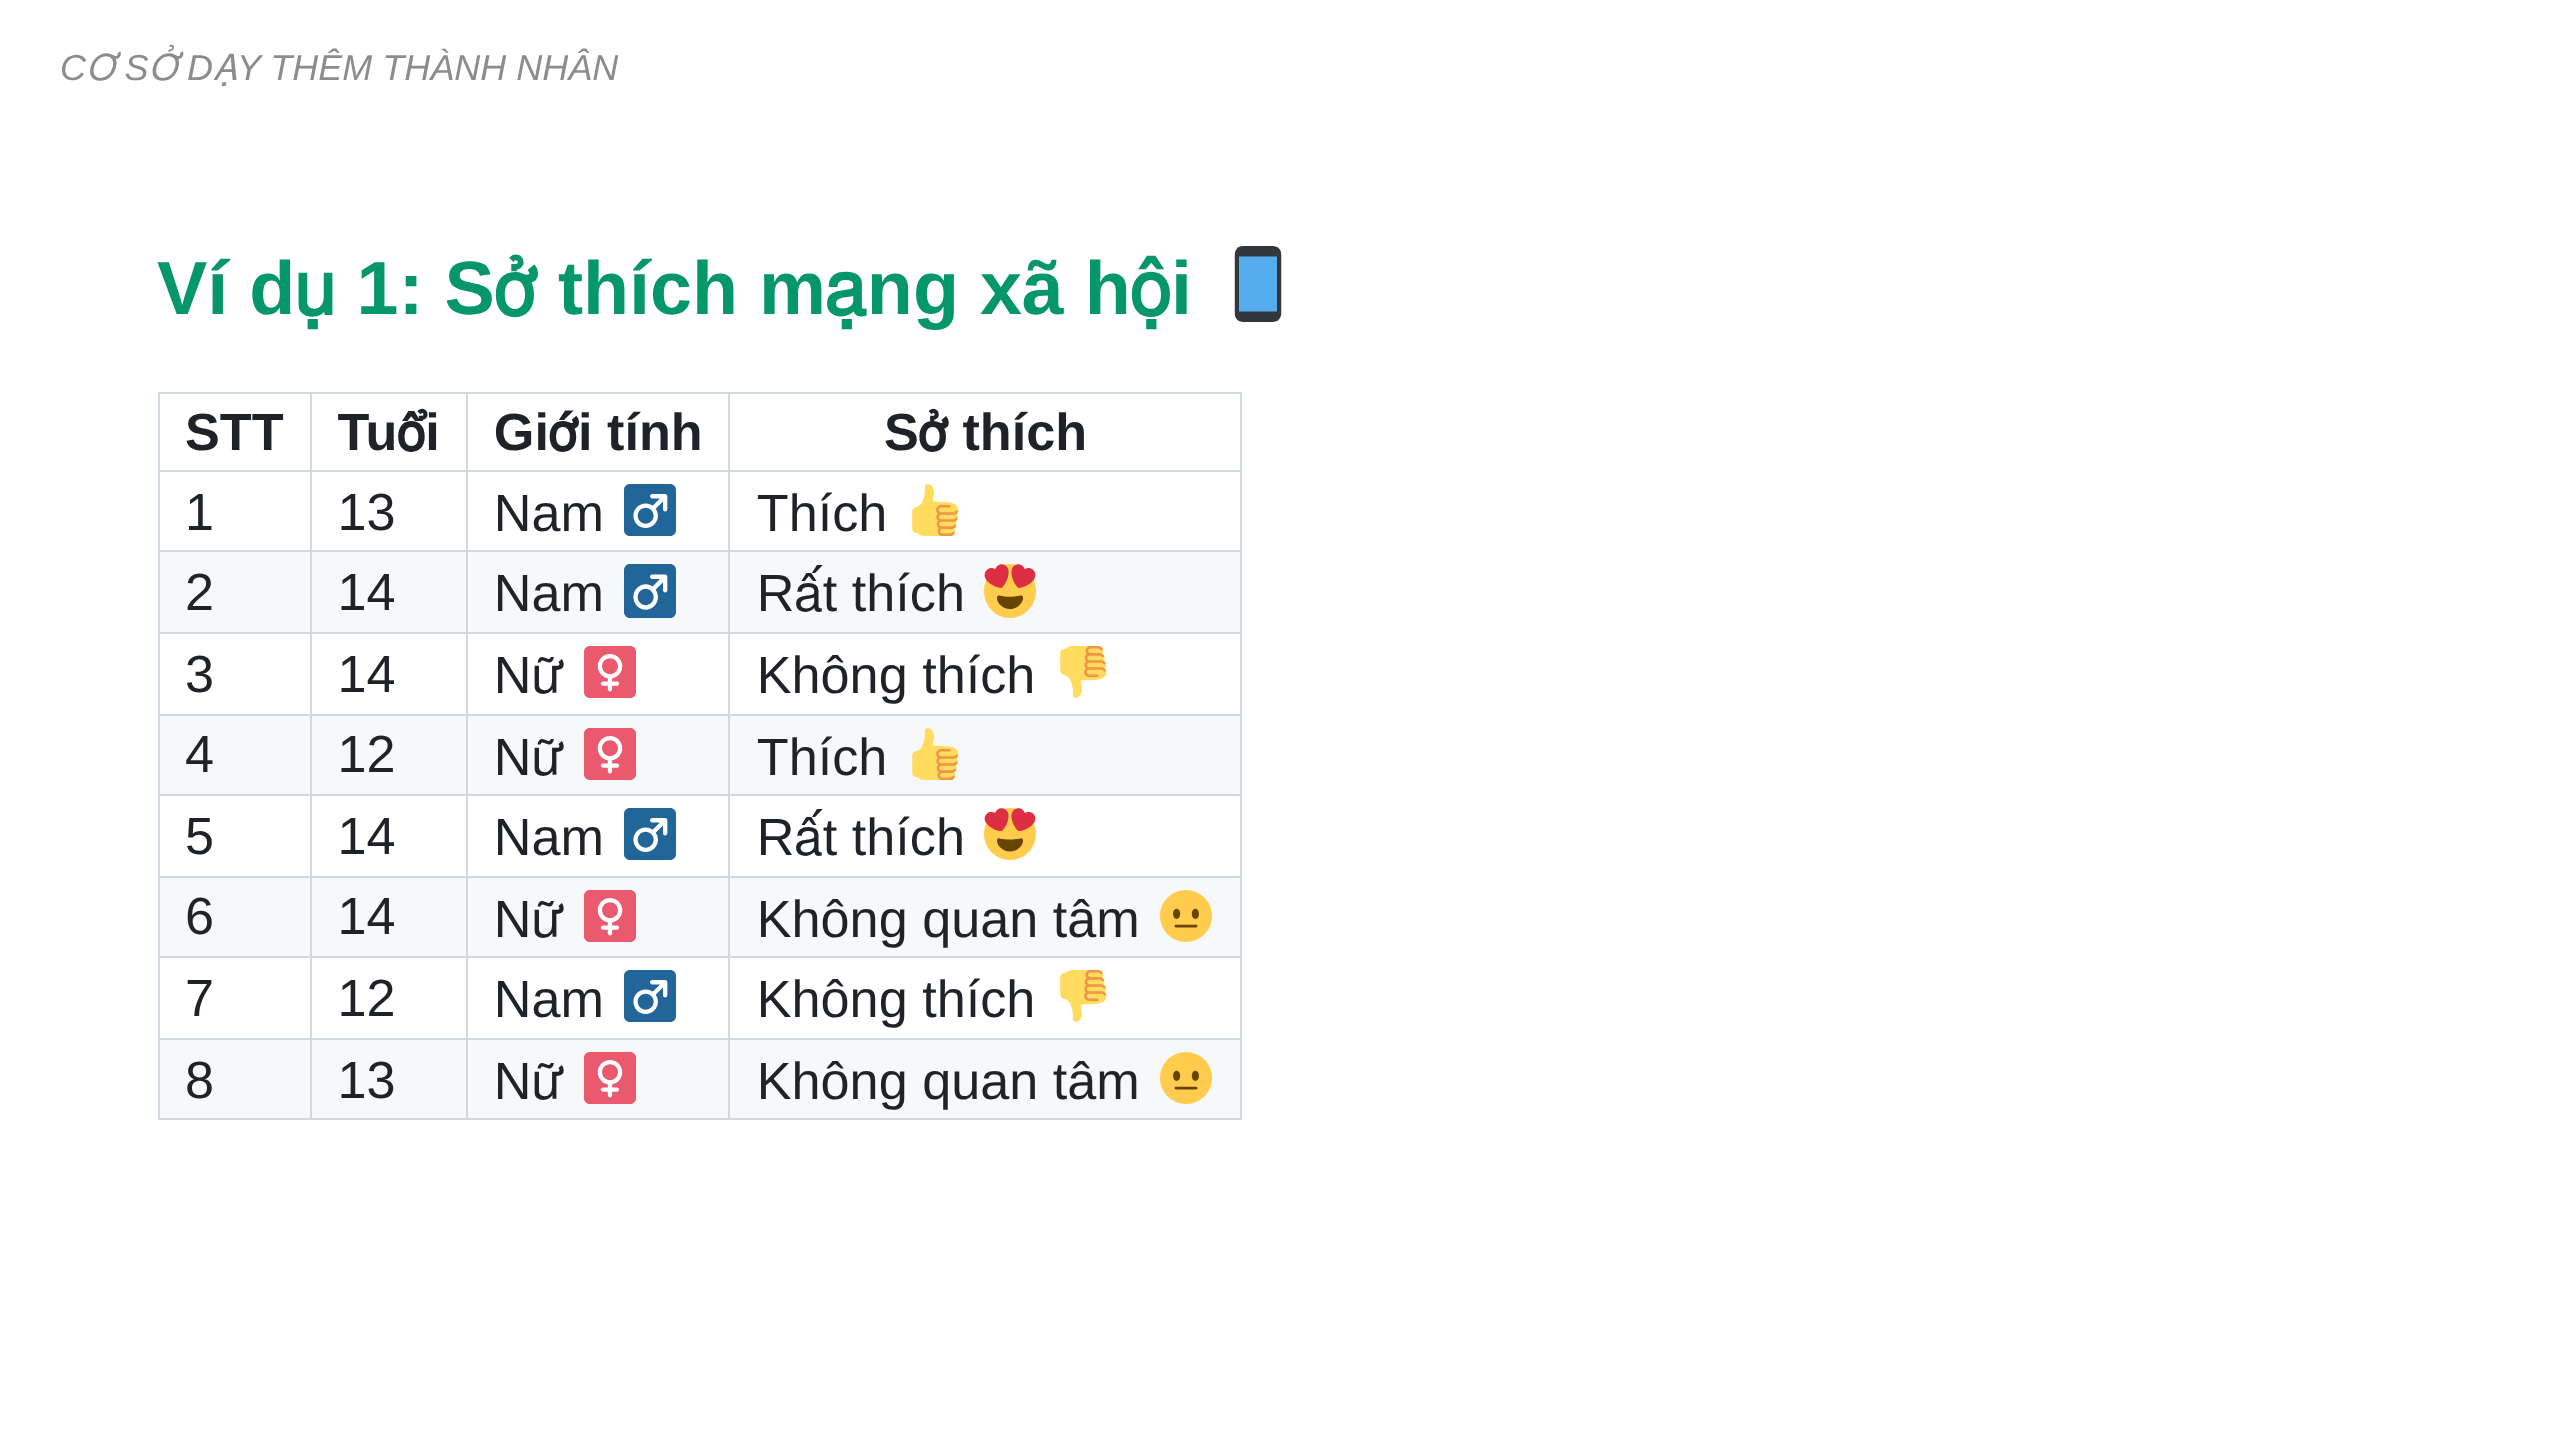 CƠ SỞ DẠY THÊM THÀNH NHÂN
Ví dụ 1: Sở thích mạng xã hội 📱
STT Tuổi Giới tính Sở thích
1 13 Nam ♂️ Thích 👍
2 14 Nam ♂️ Rất thích 😍
3 14 Nữ ♀️ Không thích 👎
4 12 Nữ ♀️ Thích 👍
5 14 Nam ♂️ Rất thích 😍
6 14 Nữ ♀️ Không quan tâm 😐
7 12 Nam ♂️ Không thích 👎
8 13 Nữ ♀️ Không quan tâm 😐